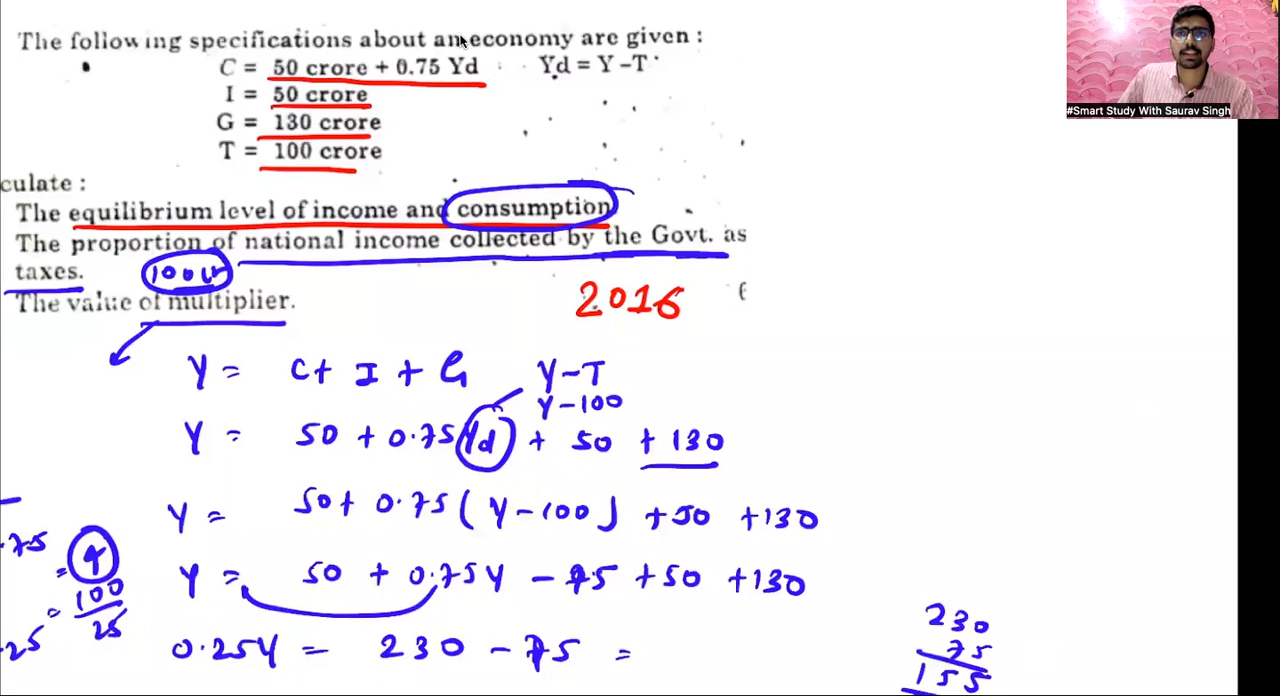 The following specifications about an economy are given :
C = 50 crore + 0.75 Yd Yd = Y - T
I = 50 crore
G = 130 crore
T = 100 crore
#Smart Study With Saurav Singh
culate :
The equilibrium level of income and consumption
The proportion of national income collected by the Govt. as
taxes. 100 cr
The value of multiplier.
2016 6
Y = C + I + G Y-T
Y-100
Y = 50 + 0.75 Yd + 50 + 130
Y = 50 + 0.75 ( Y - 100 ) + 50 + 130
.75 = 4
Y = 50 + 0.75Y - 75 + 50 + 130
= 100
25
.25
0.25Y = 230 - 75 =
230
75
155